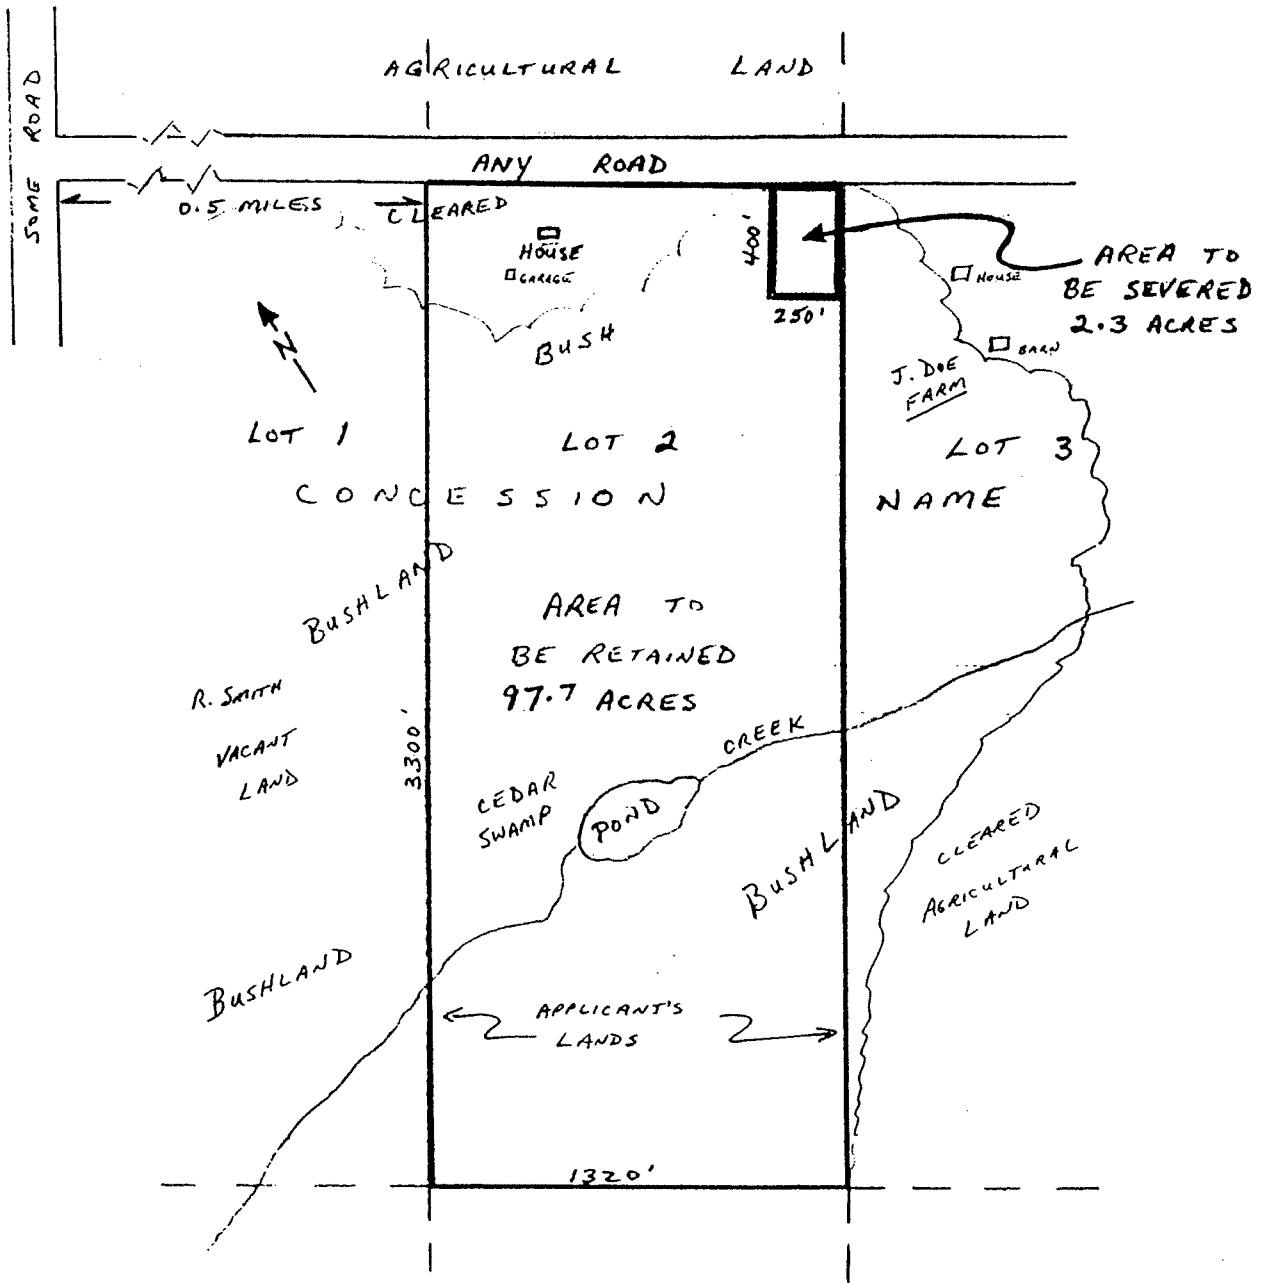 AGRICULTURAL LAND
SOME ROAD
ANY ROAD
0.5 MILES
CLEARED
HOUSE
GARAGE
400'
250'
AREA TO
BE SEVERED
2.3 ACRES
HOUSE
BARN
BUSH
N
J. DOE
FARM
LOT 1
LOT 2
LOT 3
CONCESSION NAME
BUSHLAND
AREA TO
BE RETAINED
97.7 ACRES
R. SMITH
VACANT
LAND
3300'
CREEK
CEDAR
SWAMP
POND
BUSHLAND
CLEARED
AGRICULTURAL
LAND
BUSHLAND
APPLICANT'S
LANDS
1320'